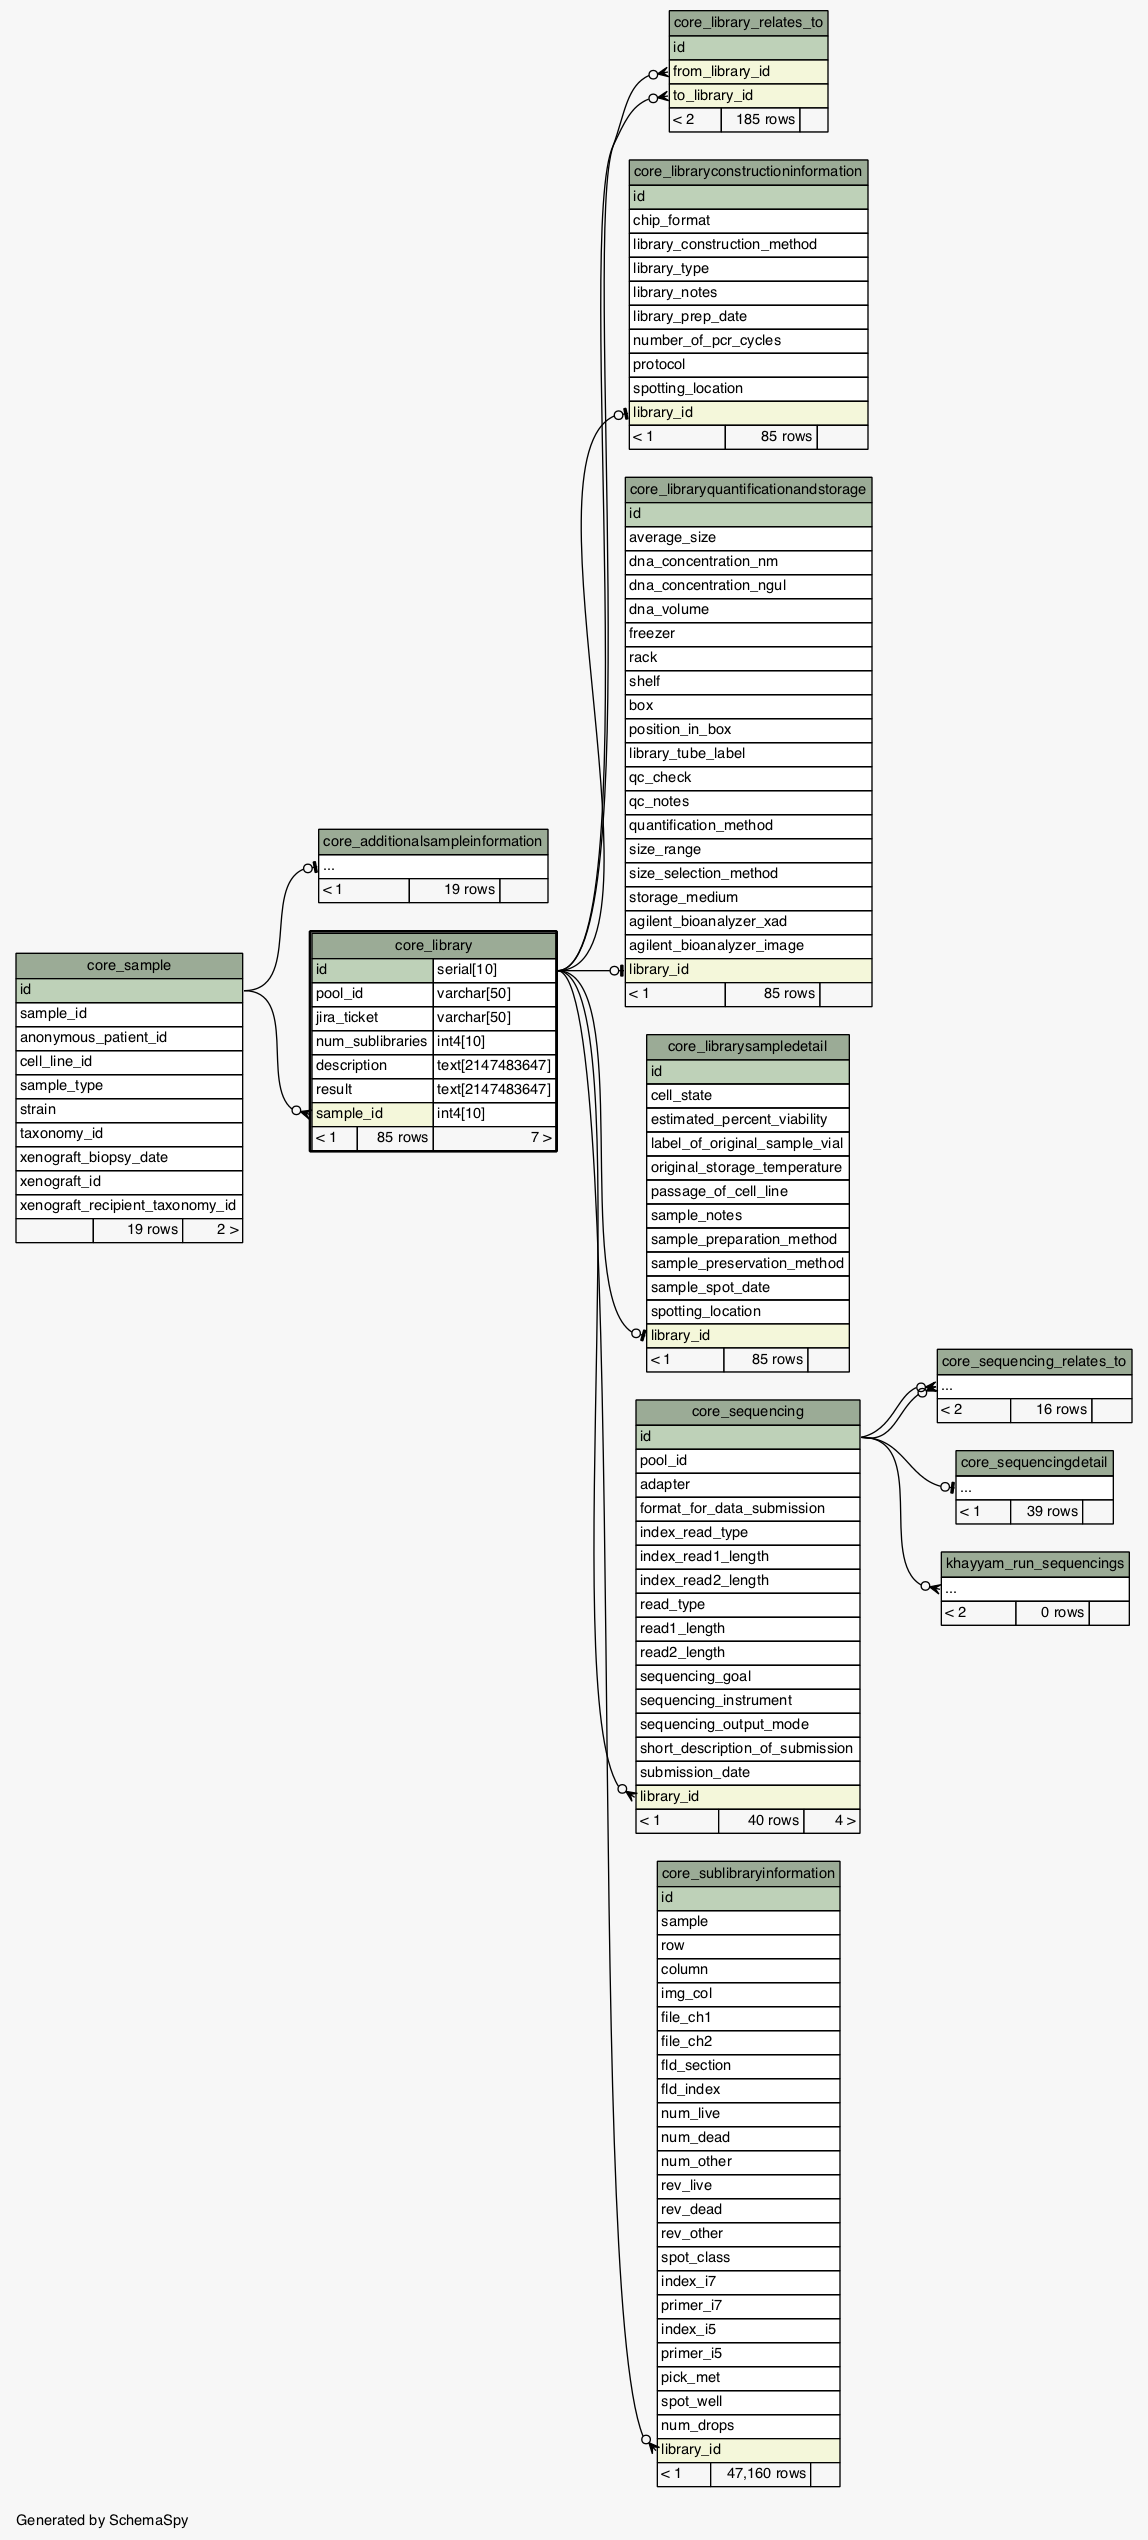 core_library_relates_to
id
from_library_id
to_library_id
< 2 185 rows
core_libraryconstructioninformation
id
chip_format
library_construction_method
library_type
library_notes
library_prep_date
number_of_pcr_cycles
protocol
spotting_location
library_id
< 1 85 rows
core_libraryquantificationandstorage
id
average_size
dna_concentration_nm
dna_concentration_ngul
dna_volume
freezer
rack
shelf
box
position_in_box
library_tube_label
qc_check
qc_notes
quantification_method
size_range
size_selection_method
storage_medium
agilent_bioanalyzer_xad
agilent_bioanalyzer_image
library_id
< 1 85 rows
core_additionalsampleinformation
...
< 1 19 rows
core_library
id serial[10]
pool_id varchar[50]
jira_ticket varchar[50]
num_sublibraries int4[10]
description text[2147483647]
result text[2147483647]
sample_id int4[10]
< 1 85 rows 7 >
core_sample
id
sample_id
anonymous_patient_id
cell_line_id
sample_type
strain
taxonomy_id
xenograft_biopsy_date
xenograft_id
xenograft_recipient_taxonomy_id
19 rows 2 >
core_librarysampledetail
id
cell_state
estimated_percent_viability
label_of_original_sample_vial
original_storage_temperature
passage_of_cell_line
sample_notes
sample_preparation_method
sample_preservation_method
sample_spot_date
spotting_location
library_id
< 1 85 rows
core_sequencing_relates_to
...
< 2 16 rows
core_sequencingdetail
...
< 1 39 rows
khayyam_run_sequencings
...
< 2 0 rows
core_sequencing
id
pool_id
adapter
format_for_data_submission
index_read_type
index_read1_length
index_read2_length
read_type
read1_length
read2_length
sequencing_goal
sequencing_instrument
sequencing_output_mode
short_description_of_submission
submission_date
library_id
< 1 40 rows 4 >
core_sublibraryinformation
id
sample
row
column
img_col
file_ch1
file_ch2
fld_section
fld_index
num_live
num_dead
num_other
rev_live
rev_dead
rev_other
spot_class
index_i7
primer_i7
index_i5
primer_i5
pick_met
spot_well
num_drops
library_id
< 1 47,160 rows
Generated by SchemaSpy